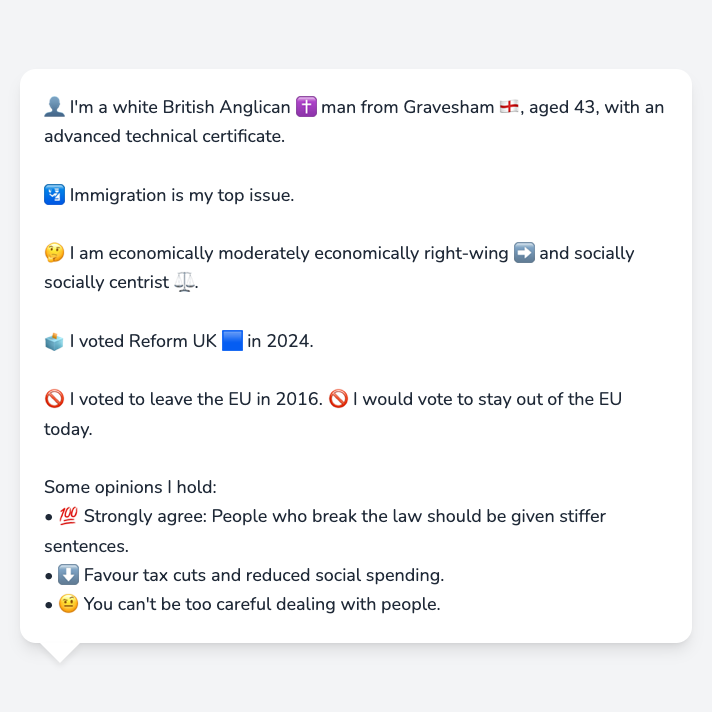 👤 I'm a white British Anglican ✝️ man from Gravesham 🏴󠁧󠁢󠁥󠁮󠁧󠁿, aged 43, with an
advanced technical certificate.
🛂 Immigration is my top issue.
🤔 I am economically moderately economically right-wing ➡️ and socially
socially centrist ⚖️.
🗳️ I voted Reform UK 🟦 in 2024.
🚫 I voted to leave the EU in 2016. 🚫 I would vote to stay out of the EU
today.
Some opinions I hold:
• 💯 Strongly agree: People who break the law should be given stiffer
sentences.
• ⬇️ Favour tax cuts and reduced social spending.
• 🤨 You can't be too careful dealing with people.